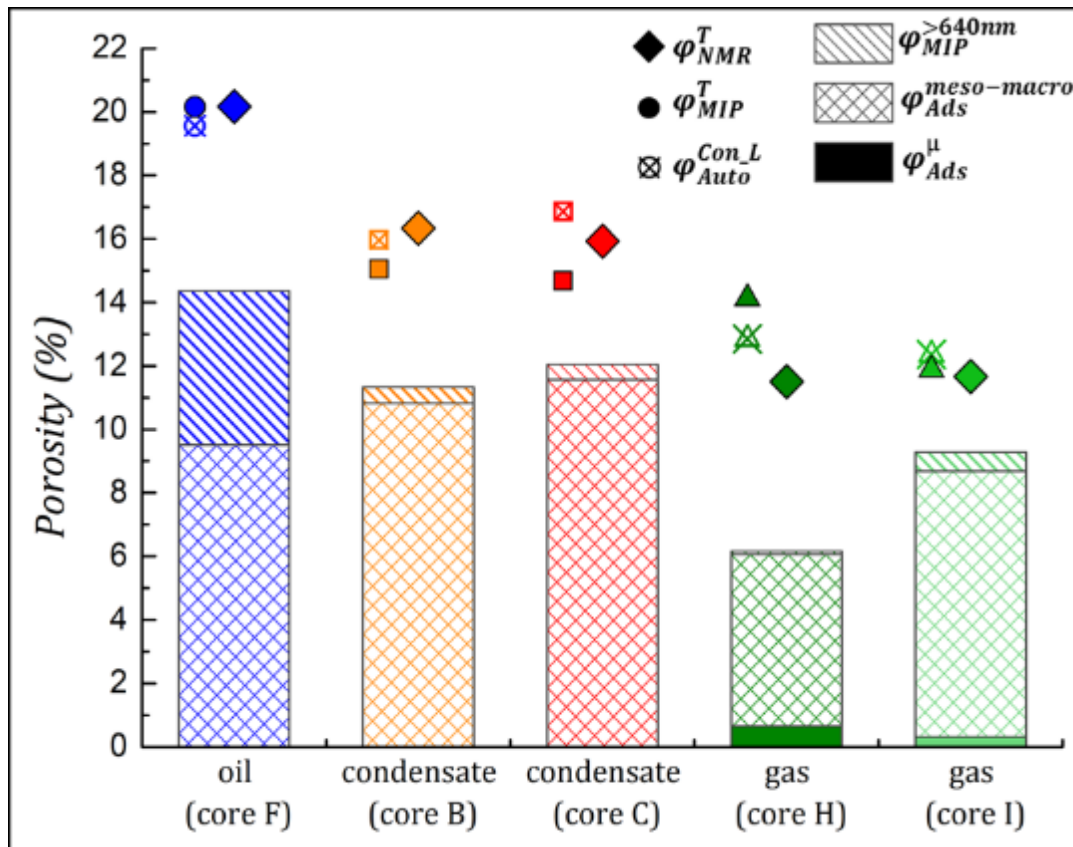 Porosity (%)
22
20
18
16
14
12
10
8
6
4
2
0
φ^T_NMR
φ^T_MIP
φ^Con_L_Auto
φ^>640nm_MIP
φ^meso−macro_Ads
φ^μ_Ads
oil
(core F)
condensate
(core B)
condensate
(core C)
gas
(core H)
gas
(core I)